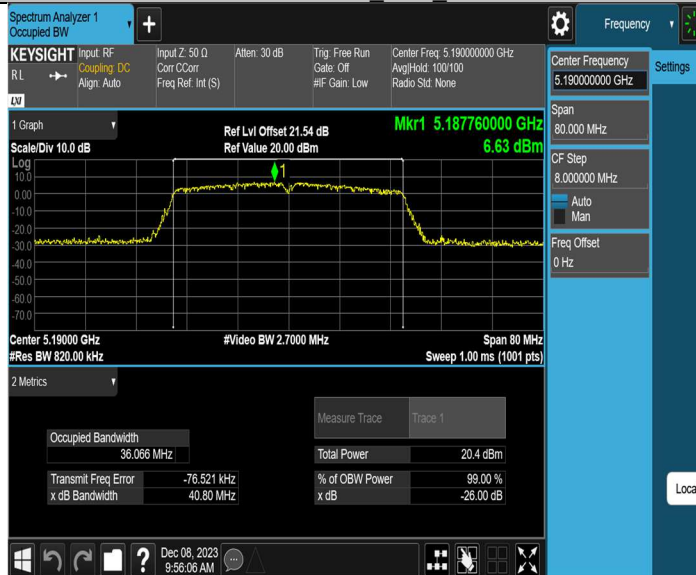 Spectrum Analyzer 1
Occupied BW
+
Frequency
KEYSIGHT
RL
LXI
Input: RF
Coupling: DC
Align: Auto
Input Z: 50 Ω
Corr CCorr
Freq Ref: Int (S)
Atten: 30 dB
Trig: Free Run
Gate: Off
#IF Gain: Low
Center Freq: 5.190000000 GHz
Avg|Hold: 100/100
Radio Std: None
Center Frequency
5.190000000 GHz
Settings
Span
80.000 MHz
CF Step
8.000000 MHz
Auto
Man
Freq Offset
0 Hz
1 Graph
Scale/Div 10.0 dB
Ref Lvl Offset 21.54 dB
Ref Value 20.00 dBm
Mkr1 5.187760000 GHz
6.63 dBm
Log
10.0
0.00
-10.0
-20.0
-30.0
-40.0
-50.0
-60.0
-70.0
1
Center 5.19000 GHz
#Video BW 2.7000 MHz
Span 80 MHz
#Res BW 820.00 kHz
Sweep 1.00 ms (1001 pts)
2 Metrics
Measure Trace
Trace 1
Occupied Bandwidth
36.066 MHz
Total Power
20.4 dBm
Transmit Freq Error
-76.521 kHz
% of OBW Power
99.00 %
x dB Bandwidth
40.80 MHz
x dB
-26.00 dB
Loca
?
Dec 08, 2023
9:56:06 AM